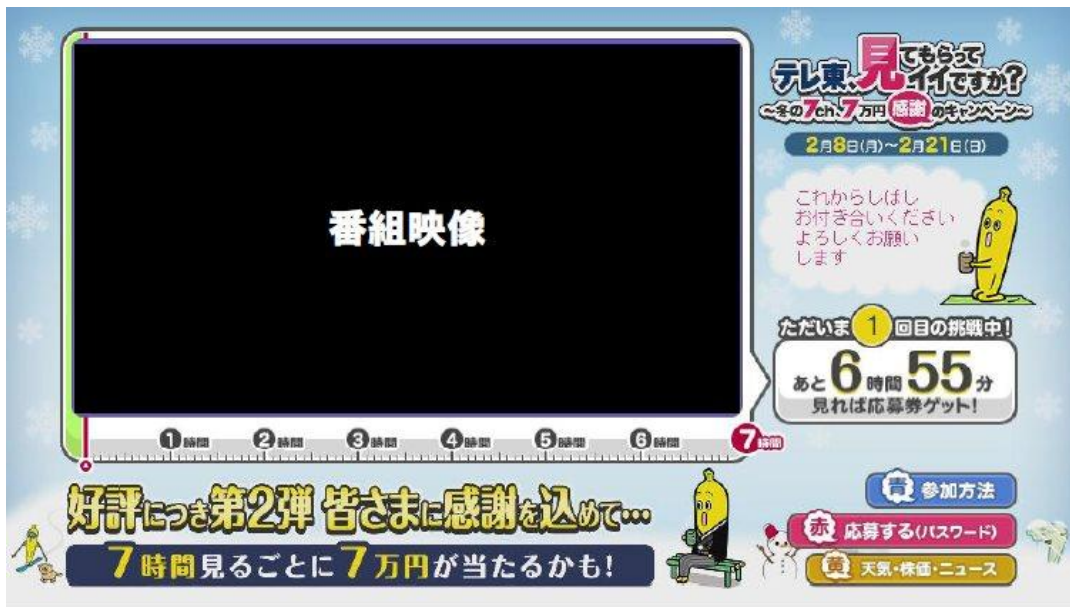 番組映像
1時間 2時間 3時間 4時間 5時間 6時間 7時間
テレ東、見てもらってイイですか?
～冬の7ch、7万円感謝のキャンペーン～
2月8日(月)～2月21日(日)
これからしばし
お付き合いください
よろしくお願い
します
ただいま1回目の挑戦中!
あと6時間55分
見れば応募券ゲット!
好評につき第2弾 皆さまに感謝を込めて…
7時間見るごとに7万円が当たるかも!
青 参加方法
赤 応募する(パスワード)
黄 天気・株価・ニュース